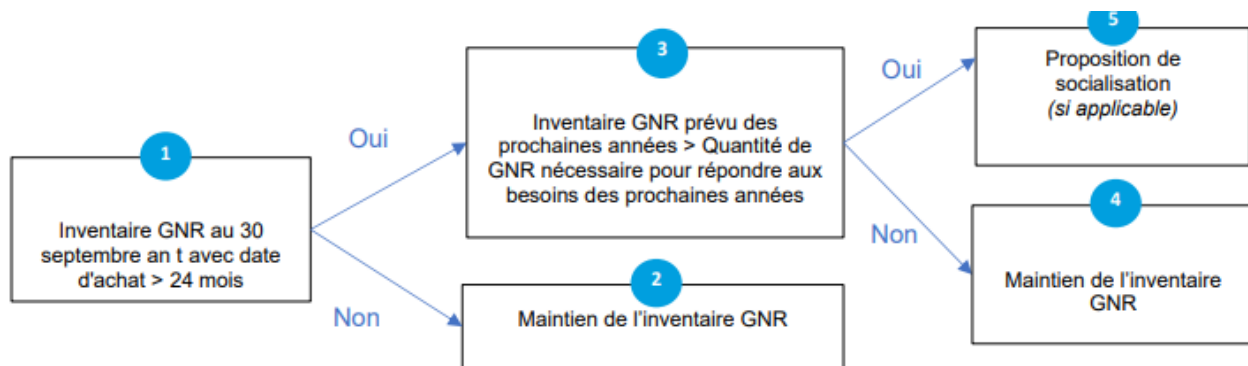 1
Inventaire GNR au 30
septembre an t avec date
d'achat > 24 mois
Oui
Non
3
Inventaire GNR prévu des
prochaines années > Quantité de
GNR nécessaire pour répondre aux
besoins des prochaines années
2
Maintien de l'inventaire GNR
Oui
Non
5
Proposition de
socialisation
(si applicable)
4
Maintien de l'inventaire
GNR